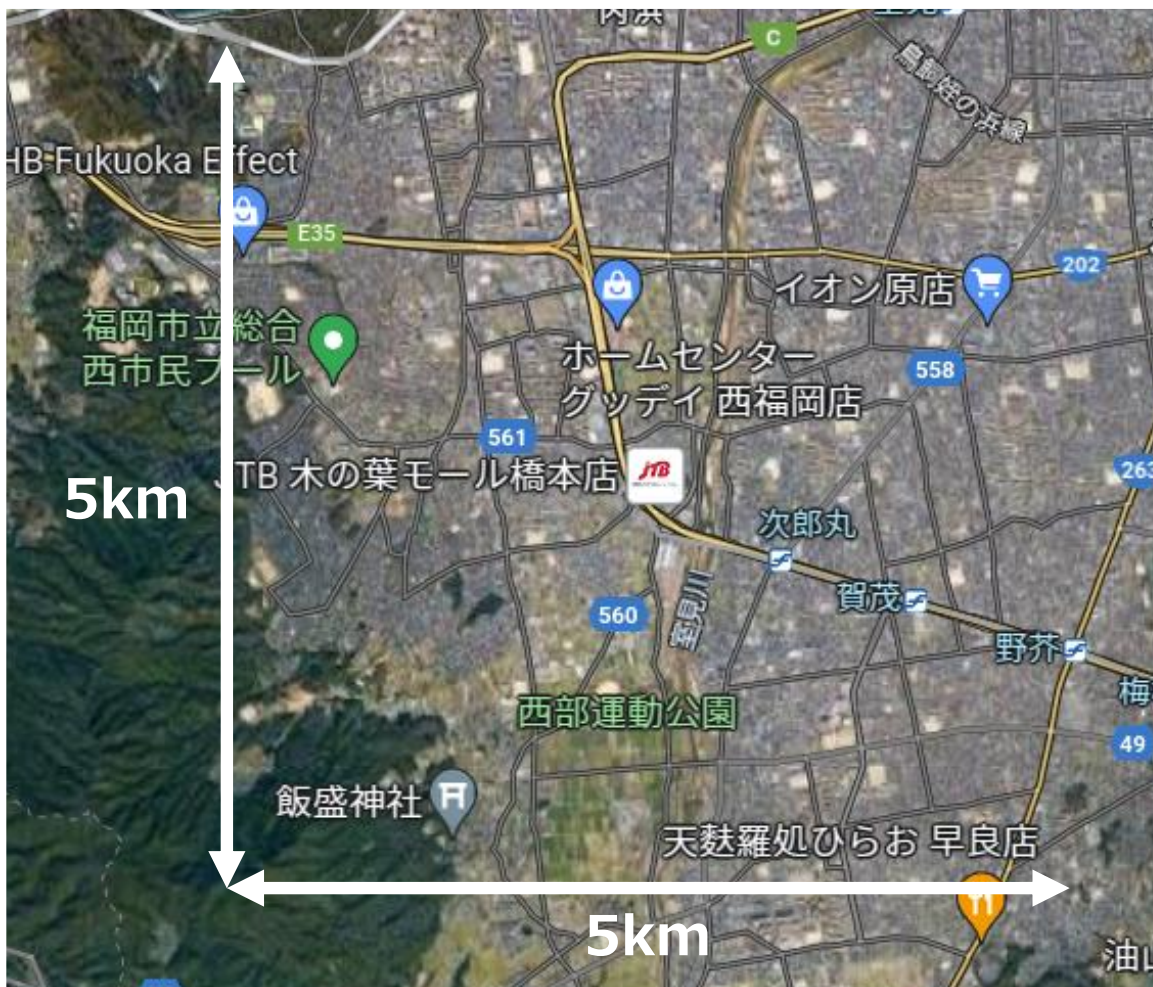 内浜
C
鳥飼姪の浜線
HB Fukuoka Effect
E35
202
イオン原店
福岡市立総合
西市民プール
ホームセンター
グッデイ 西福岡店
558
561
JTB 木の葉モール橋本店
JTB
263
5km
次郎丸
賀茂
560
室見川
野芥
梅
西部運動公園
49
飯盛神社
天麩羅処ひらお 早良店
5km
油山